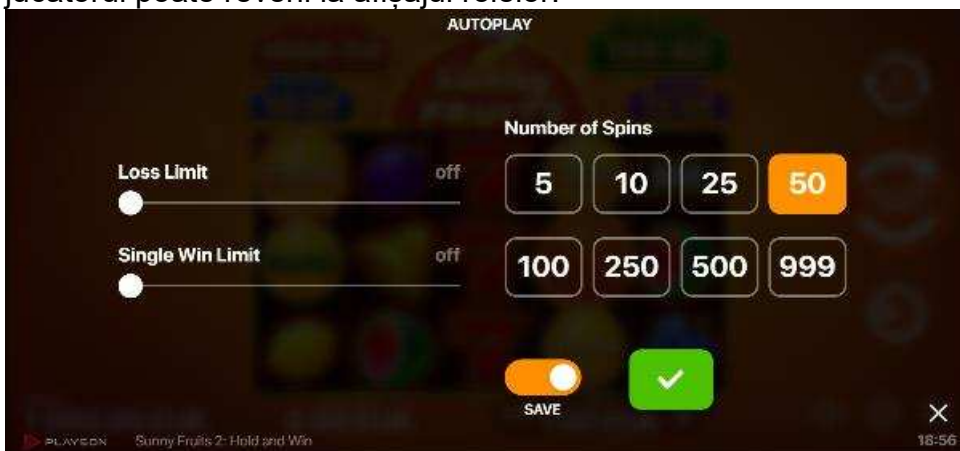 jucătorul poate reveni la afișajul rolelor.
AUTOPLAY
Number of Spins
Loss Limit off
5 10 25 50
Single Win Limit off
100 250 500 999
SAVE
PLAYSON Sunny Fruits 2: Hold and Win
18:56